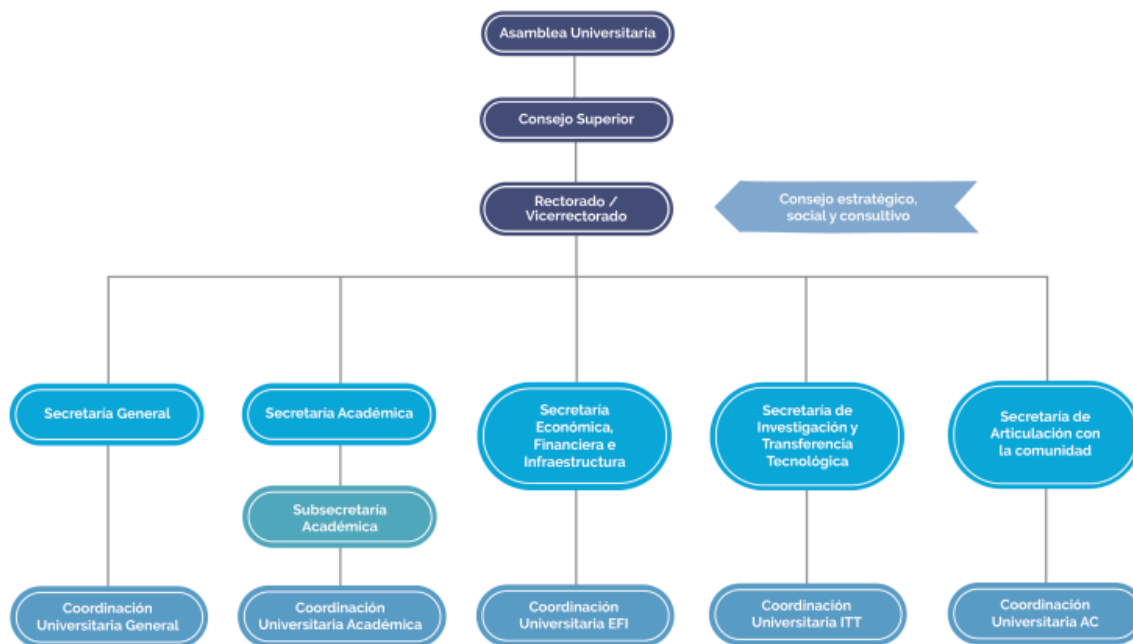 Asamblea Universitaria
Consejo Superior
Rectorado /
Vicerrectorado
Consejo estratégico,
social y consultivo
Secretaría General
Secretaría Académica
Secretaría
Económica,
Financiera e
Infraestructura
Secretaría de
Investigación y
Transferencia
Tecnológica
Secretaría de
Articulación con
la comunidad
Subsecretaría
Académica
Coordinación
Universitaria General
Coordinación
Universitaria Académica
Coordinación
Universitaria EFI
Coordinación
Universitaria ITT
Coordinación
Universitaria AC